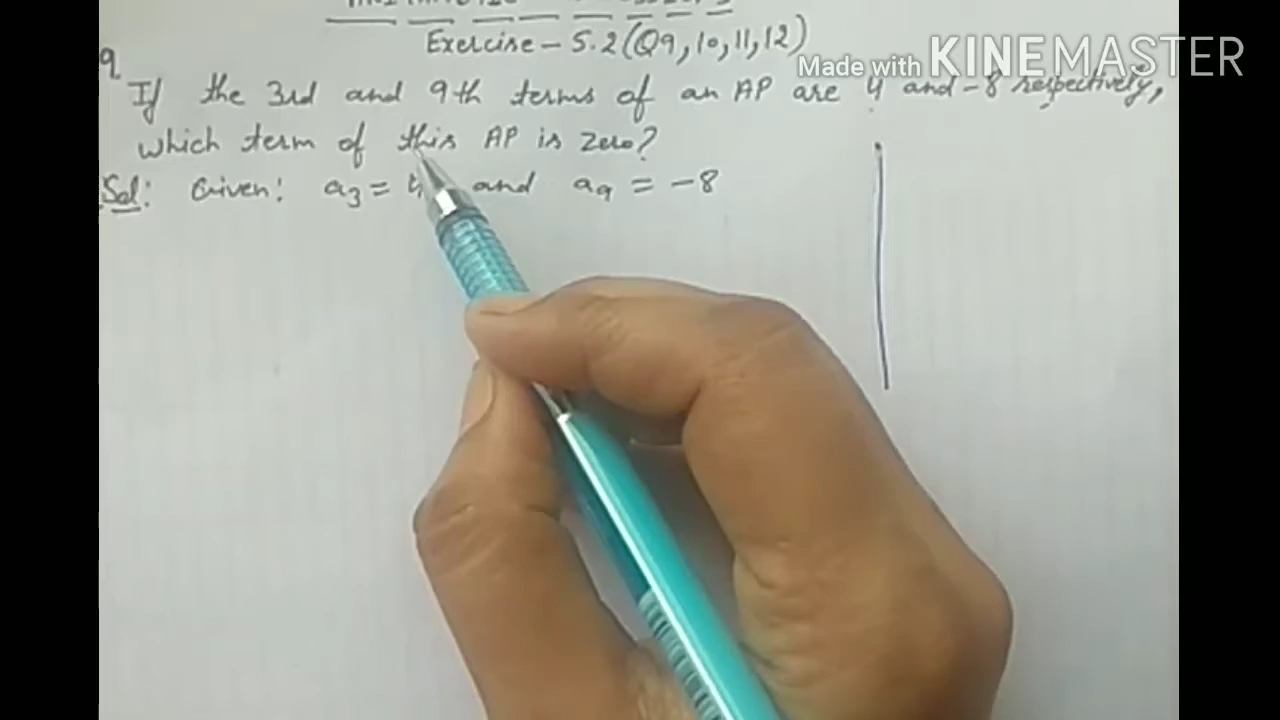 Exercise - 5.2 (Q9, 10, 11, 12)
Made with KINEMASTER
9
If the 3rd and 9th terms of an AP are 4 and -8 respectively,
which term of this AP is zero?
Sol: Given: a3 = 4 and a9 = -8